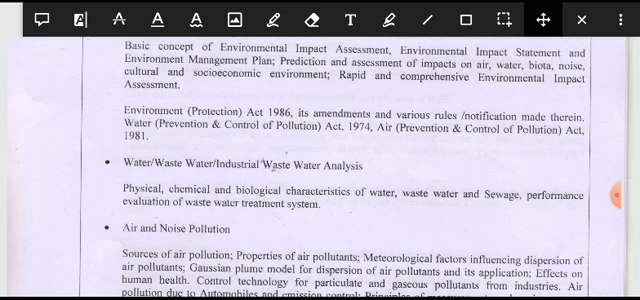 Basic concept of Environmental Impact Assessment, Environmental Impact Statement and
Environment Management Plan; Prediction and assessment of impacts on air, water, biota, noise,
cultural and socioeconomic environment; Rapid and comprehensive Environmental Impact
Assessment.
Environment (Protection) Act 1986, its amendments and various rules /notification made therein.
Water (Prevention & Control of Pollution) Act, 1974, Air (Prevention & Control of Pollution) Act,
1981.
• Water/Waste Water/Industrial Waste Water Analysis
Physical, chemical and biological characteristics of water, waste water and Sewage, performance
evaluation of waste water treatment system.
• Air and Noise Pollution
Sources of air pollution; Properties of air pollutants; Meteorological factors influencing dispersion of
air pollutants; Gaussian plume model for dispersion of air pollutants and its application; Effects on
human health. Control technology for particulate and gaseous pollutants from industries. Air
pollution due to Automobiles and emission control; Principles of